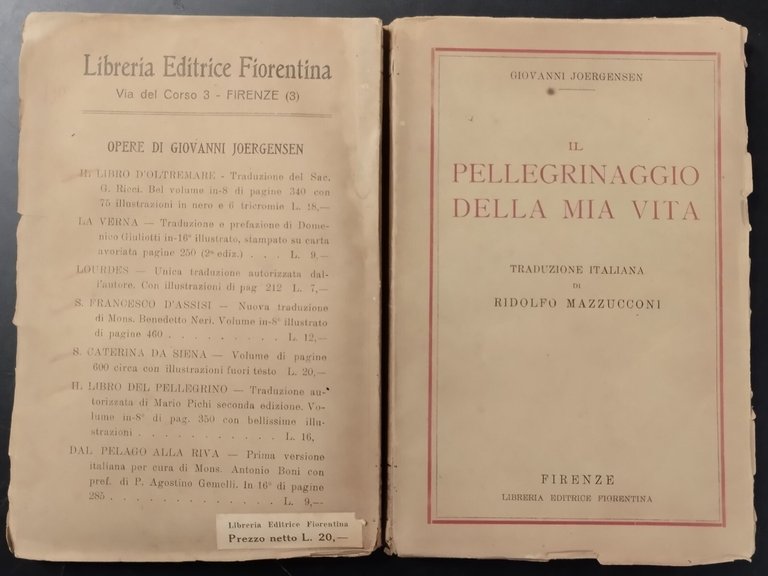 Libreria Editrice Fiorentina
Via del Corso 3 - FIRENZE (3)
OPERE DI GIOVANNI JOERGENSEN
IL LIBRO D'OLTREMARE - Traduzione del Sac.
G. Ricci. Bel volume in-8 di pagine 340 con
75 illustrazioni in nero e 6 tricromie L. 18,—
LA VERNA — Traduzione e prefazione di Dome-
nico Giuliotti in-16º illustrato, stampato su carta
avoriata pagine 250 (2ª ediz.) . . . L. 9,—
LOURDES — Unica traduzione autorizzata dal-
l'autore. Con illustrazioni di pag 212 L. 7,—
S. FRANCESCO D'ASSISI — Nuova traduzione
di Mons. Benedetto Neri. Volume in-8º illustrato
di pagine 460 . . . . . . . . . L. 12,—
S. CATERINA DA SIENA — Volume di pagine
600 circa con illustrazioni fuori testo L. 20,—
IL LIBRO DEL PELLEGRINO — Traduzione au-
torizzata di Mario Pichi seconda edizione. Vo-
lume in-8º di pag. 350 con bellissime illu-
strazioni . . . . . . . . . . . L. 16,
DAL PELAGO ALLA RIVA — Prima versione
italiana per cura di Mons. Antonio Boni con
pref. di P. Agostino Gemelli. In 16º di pagine
285 . . . . . . . . . . . . . L. 9,—
Libreria Editrice Fiorentina
Prezzo netto L. 20,—
GIOVANNI JOERGENSEN
IL
PELLEGRINAGGIO
DELLA MIA VITA
TRADUZIONE ITALIANA
DI
RIDOLFO MAZZUCCONI
FIRENZE
LIBRERIA EDITRICE FIORENTINA